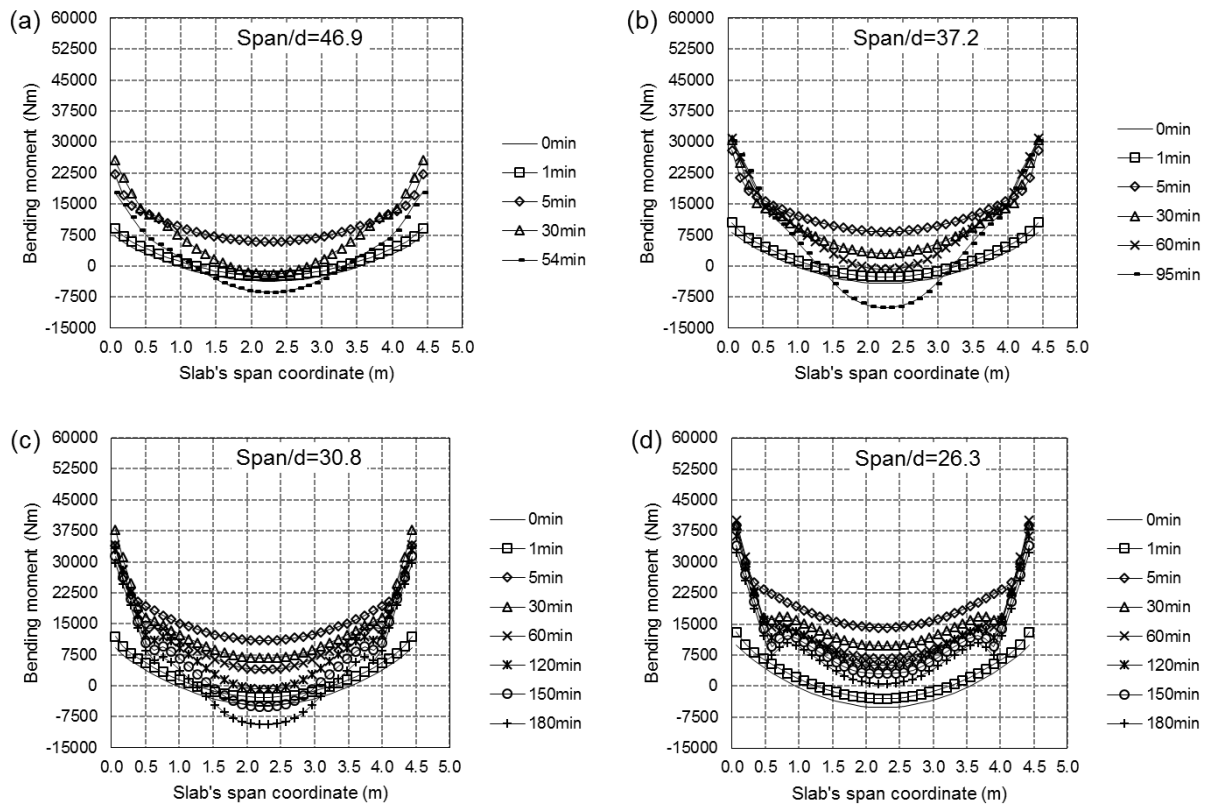 (a)
Span/d=46.9
Bending moment (Nm)
60000
52500
45000
37500
30000
22500
15000
7500
0
-7500
-15000
0.0 0.5 1.0 1.5 2.0 2.5 3.0 3.5 4.0 4.5 5.0
Slab's span coordinate (m)
0min
1min
5min
30min
54min
(b)
Span/d=37.2
Bending moment (Nm)
60000
52500
45000
37500
30000
22500
15000
7500
0
-7500
-15000
0.0 0.5 1.0 1.5 2.0 2.5 3.0 3.5 4.0 4.5 5.0
Slab's span coordinate (m)
0min
1min
5min
30min
60min
95min
(c)
Span/d=30.8
Bending moment (Nm)
60000
52500
45000
37500
30000
22500
15000
7500
0
-7500
-15000
0.0 0.5 1.0 1.5 2.0 2.5 3.0 3.5 4.0 4.5 5.0
Slab's span coordinate (m)
0min
1min
5min
30min
60min
120min
150min
180min
(d)
Span/d=26.3
Bending moment (Nm)
60000
52500
45000
37500
30000
22500
15000
7500
0
-7500
-15000
0.0 0.5 1.0 1.5 2.0 2.5 3.0 3.5 4.0 4.5 5.0
Slab's span coordinate (m)
0min
1min
5min
30min
60min
120min
150min
180min